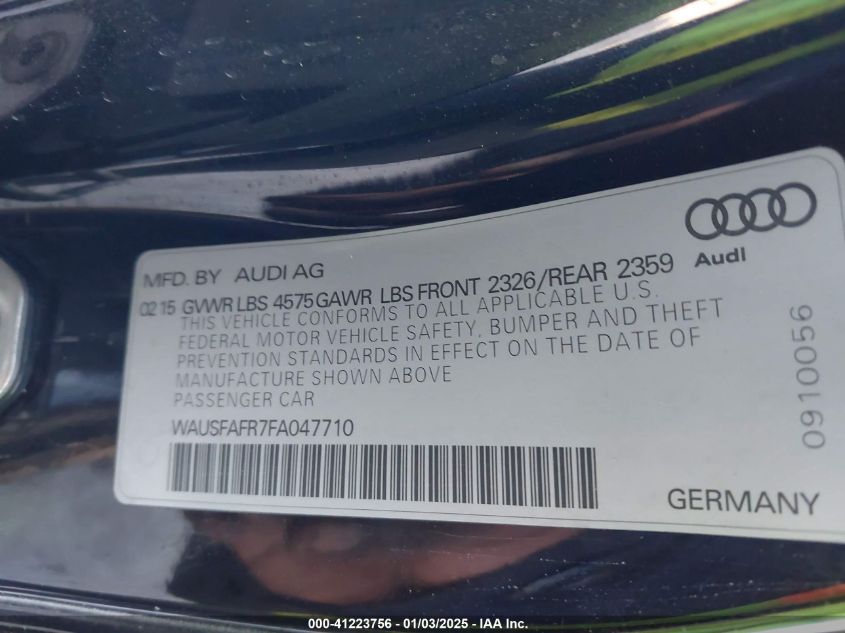 Audi
MFD. BY AUDI AG
02 15 GVWR LBS 4575 GAWR LBS FRONT 2326/REAR 2359
THIS VEHICLE CONFORMS TO ALL APPLICABLE U.S.
FEDERAL MOTOR VEHICLE SAFETY, BUMPER AND THEFT
PREVENTION STANDARDS IN EFFECT ON THE DATE OF
MANUFACTURE SHOWN ABOVE
PASSENGER CAR
WAUSFAFR7FA047710
0910056
GERMANY
000-41223756 - 01/03/2025 - IAA Inc.